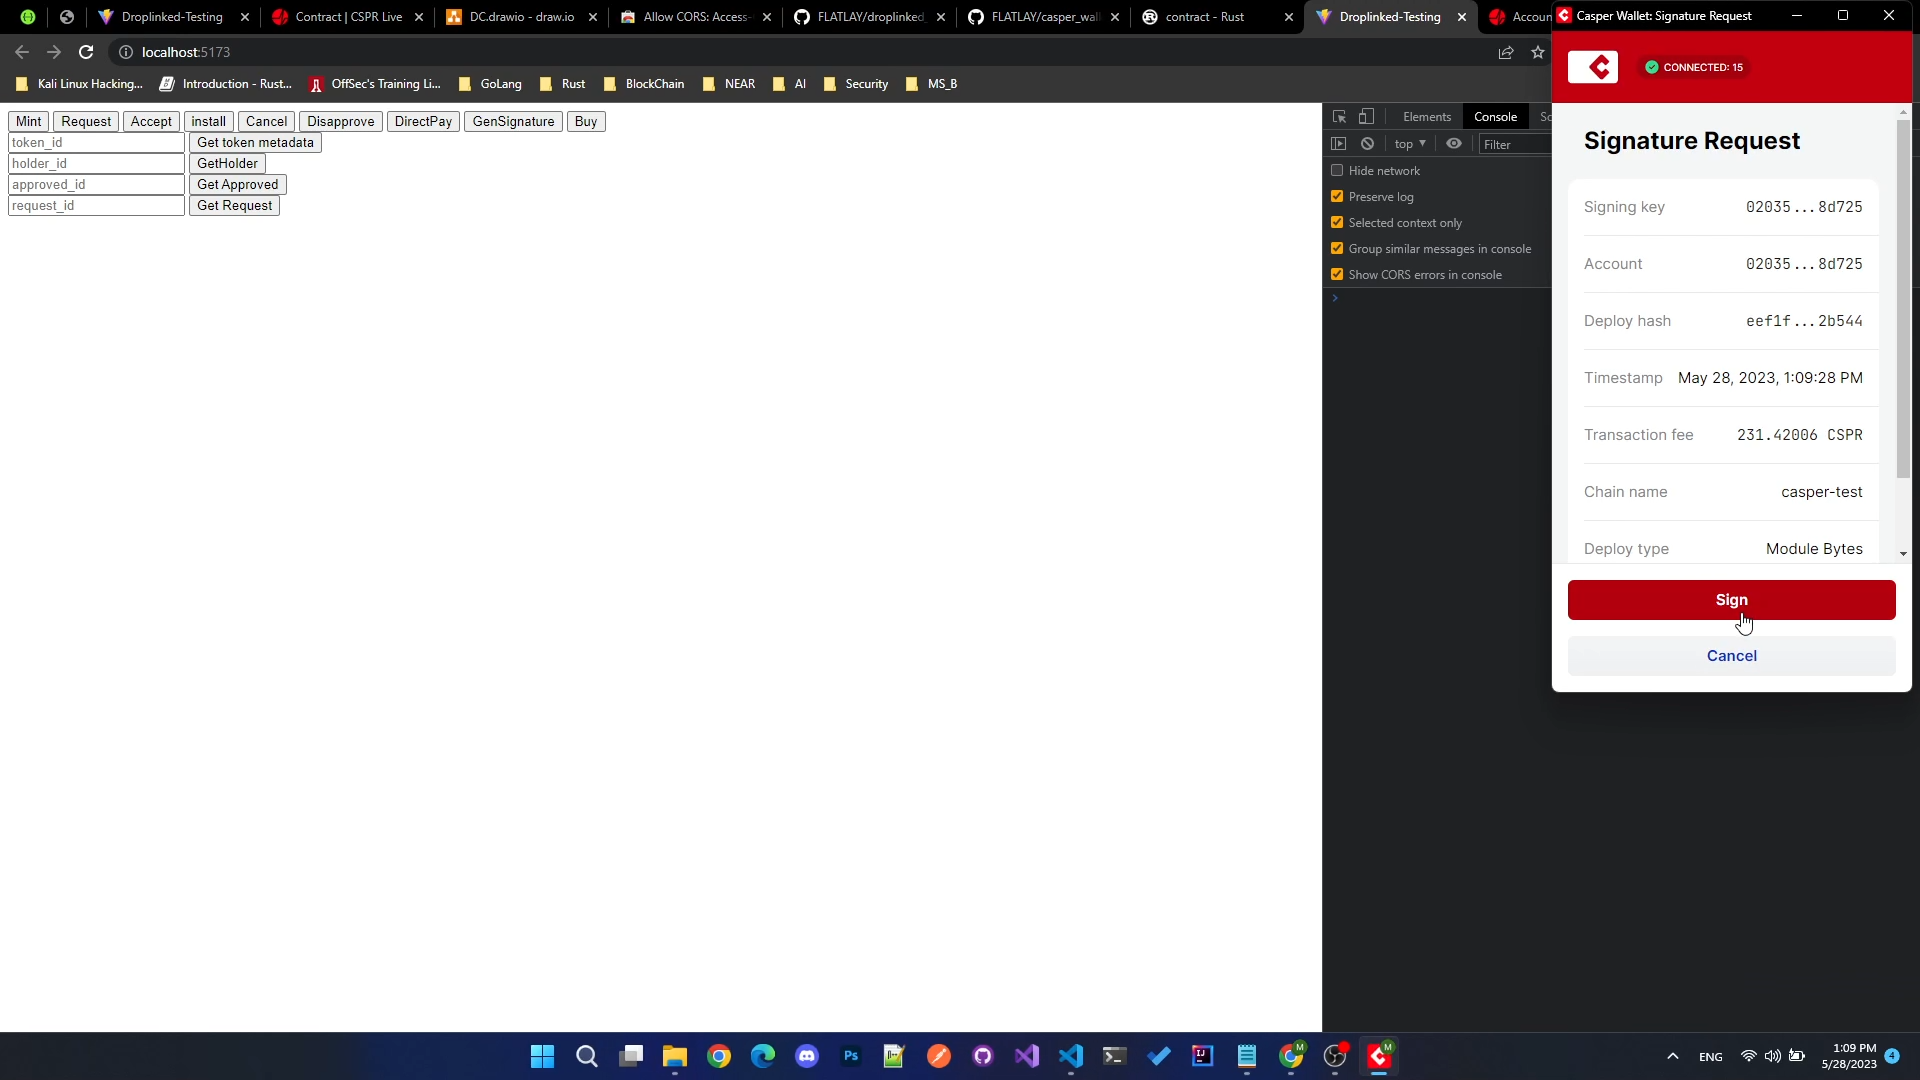 Droplinked-Testing
Contract | CSPR Live
DC.drawio - draw.io
Allow CORS: Access-
FLATLAY/droplinked
FLATLAY/casper_wall
contract - Rust
Droplinked-Testing
Accoun
Casper Wallet: Signature Request
localhost:5173
CONNECTED: 15
Kali Linux Hacking...
Introduction - Rust...
OffSec's Training Li...
GoLang
Rust
BlockChain
NEAR
AI
Security
MS_B
Mint
Request
Accept
install
Cancel
Disapprove
DirectPay
GenSignature
Buy
token_id
Get token metadata
holder_id
GetHolder
approved_id
Get Approved
request_id
Get Request
Elements
Console
So
top
Filter
Hide network
Preserve log
Selected context only
Group similar messages in console
Show CORS errors in console
Signature Request
Signing key 02035...8d725
Account 02035...8d725
Deploy hash eef1f...2b544
Timestamp May 28, 2023, 1:09:28 PM
Transaction fee 231.42006 CSPR
Chain name casper-test
Deploy type Module Bytes
Sign
Cancel
Ps
IJ
M
M
ENG
1:09 PM
5/28/2023
4